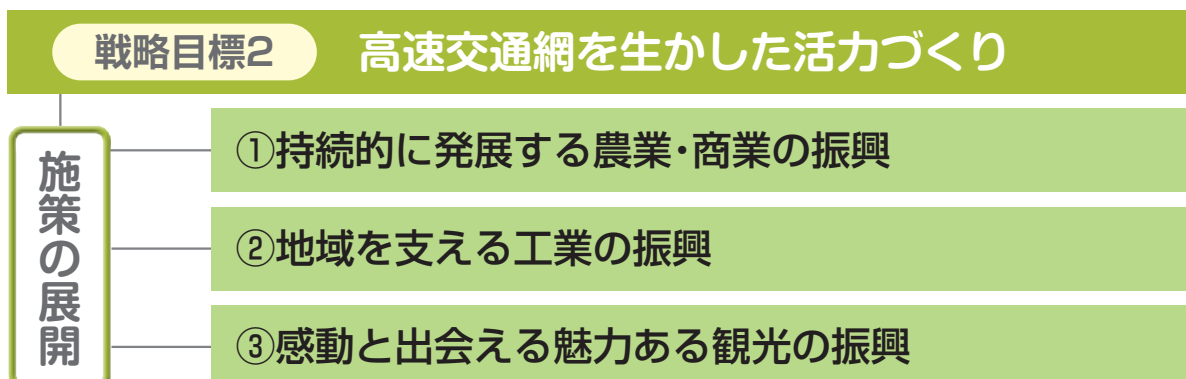 戦略目標2
高速交通網を生かした活力づくり
施策の展開
①持続的に発展する農業・商業の振興
②地域を支える工業の振興
③感動と出会える魅力ある観光の振興